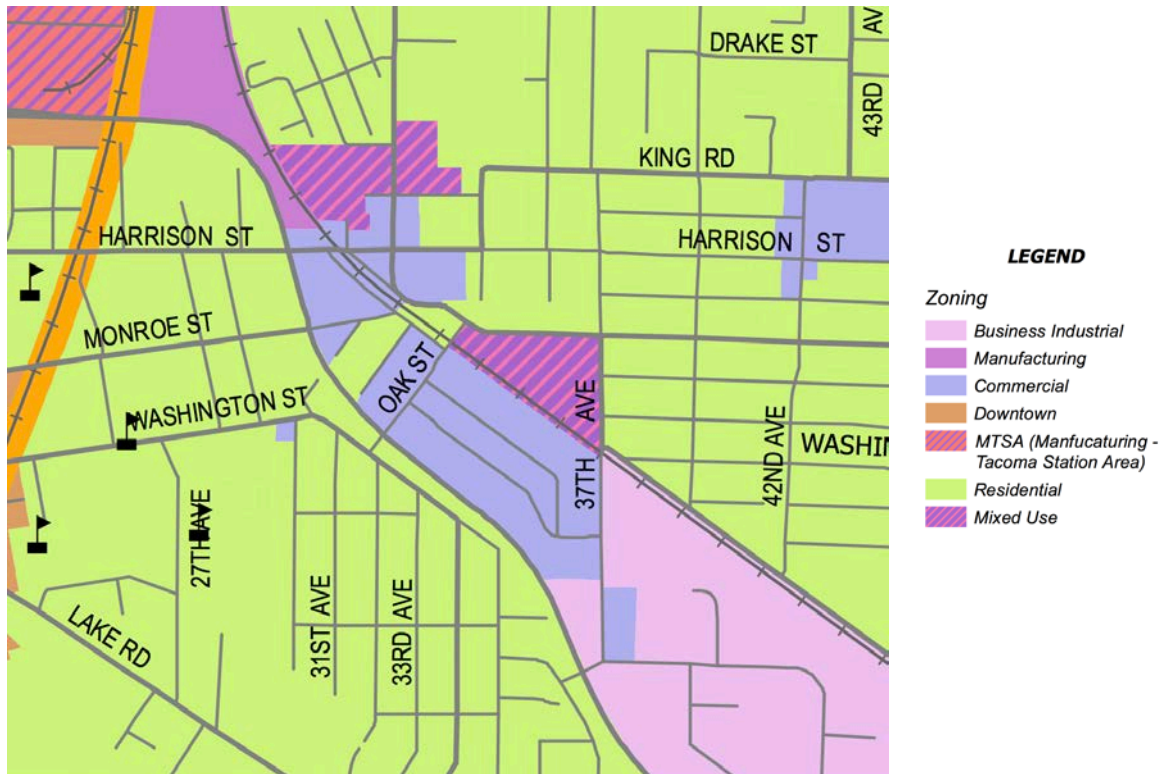 DRAKE ST
AV
43RD
KING RD
HARRISON ST
HARRISON ST
MONROE ST
OAK ST
WASHINGTON ST
37TH AVE
42ND AVE
WASHIN
27TH AVE
31ST AVE
33RD AVE
LAKE RD
LEGEND
Zoning
Business Industrial
Manufacturing
Commercial
Downtown
MTSA (Manfucaturing -
Tacoma Station Area)
Residential
Mixed Use